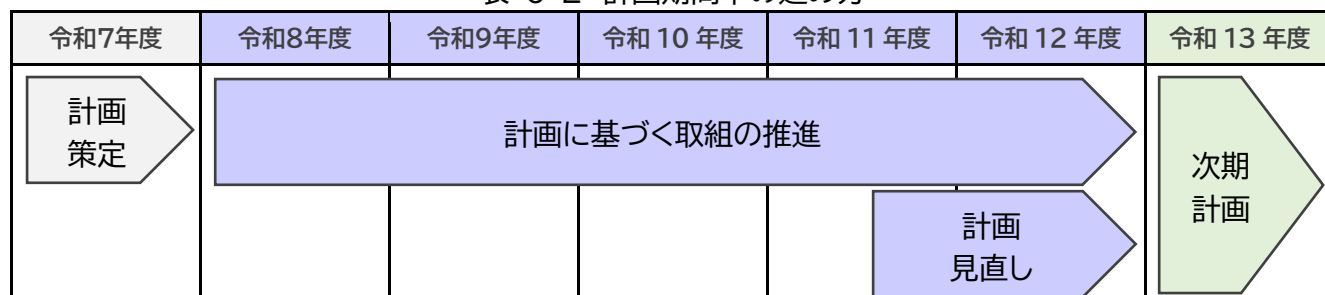 令和7年度 令和8年度 令和9年度 令和 10 年度 令和 11 年度 令和 12 年度 令和 13 年度
計画
策定
計画に基づく取組の推進
計画
見直し
次期
計画